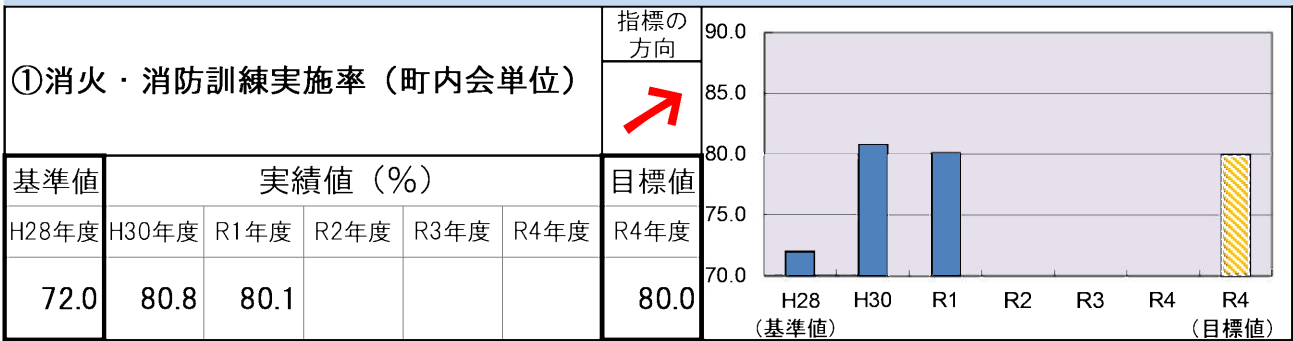 ①消火・消防訓練実施率（町内会単位）
指標の
方向
基準値 実績値（%） 目標値
H28年度 H30年度 R1年度 R2年度 R3年度 R4年度 R4年度
72.0 80.8 80.1 80.0
90.0
85.0
80.0
75.0
70.0
H28 H30 R1 R2 R3 R4 R4
(基準値) (目標値)